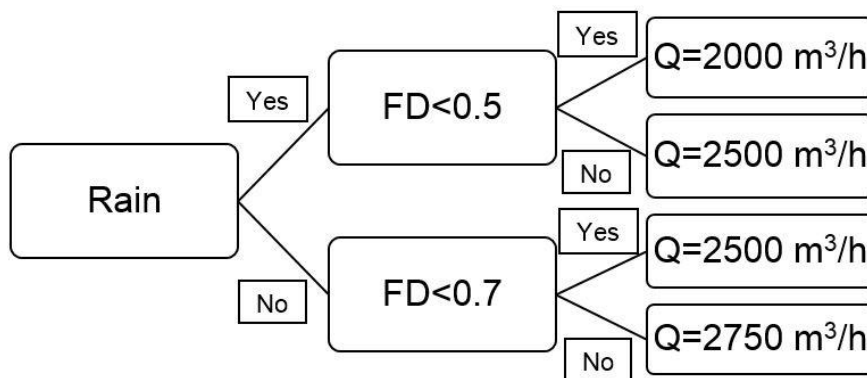 Rain
Yes
No
FD<0.5
Yes
No
Q=2000 m³/h
Q=2500 m³/h
FD<0.7
Yes
No
Q=2500 m³/h
Q=2750 m³/h